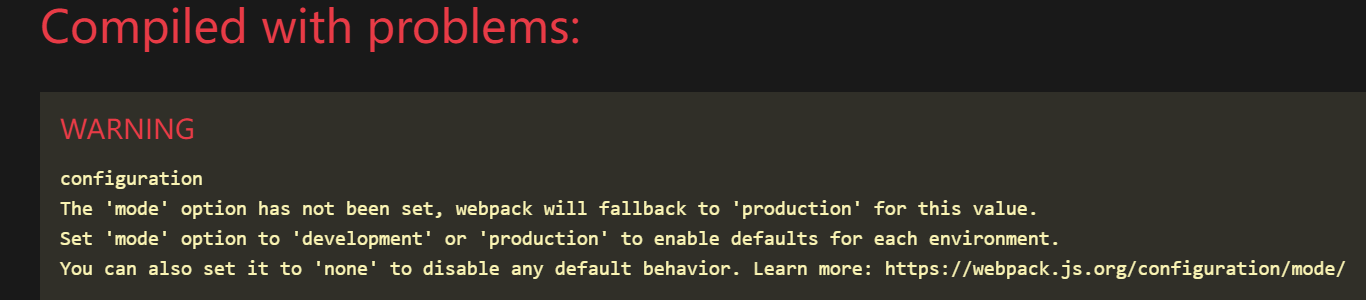 Compiled with problems:
WARNING
configuration
The 'mode' option has not been set, webpack will fallback to 'production' for this value.
Set 'mode' option to 'development' or 'production' to enable defaults for each environment.
You can also set it to 'none' to disable any default behavior. Learn more: https://webpack.js.org/configuration/mode/